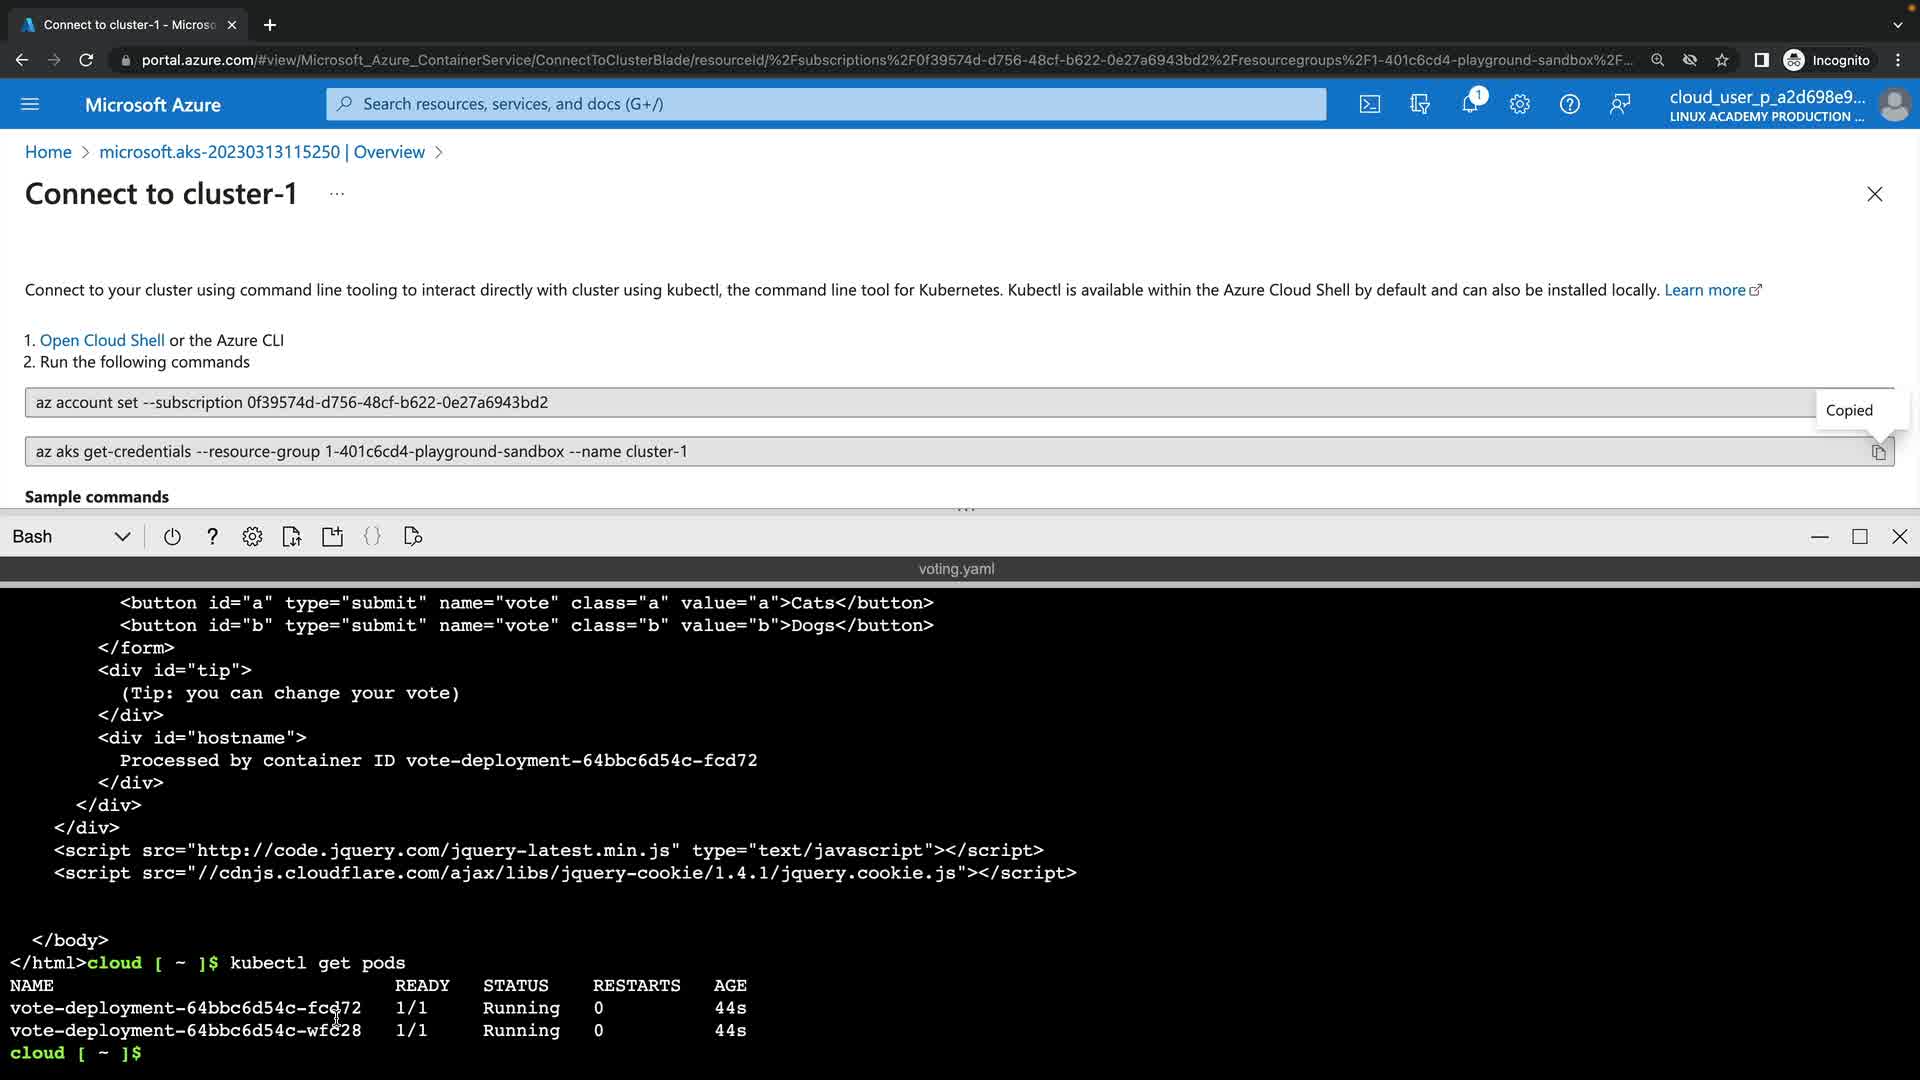 Connect to cluster-1 - Microso
portal.azure.com/#view/Microsoft_Azure_ContainerService/ConnectToClusterBlade/resourceId/%2Fsubscriptions%2F0f39574d-d756-48cf-b622-0e27a6943bd2%2Fresourcegroups%2F1-401c6cd4-playground-sandbox%2F...
Incognito
Microsoft Azure
Search resources, services, and docs (G+/)
1
cloud_user_p_a2d698e9...
LINUX ACADEMY PRODUCTION ...
Home > microsoft.aks-20230313115250 | Overview >
Connect to cluster-1 ...
Connect to your cluster using command line tooling to interact directly with cluster using kubectl, the command line tool for Kubernetes. Kubectl is available within the Azure Cloud Shell by default and can also be installed locally. Learn more
1. Open Cloud Shell or the Azure CLI
2. Run the following commands
az account set --subscription 0f39574d-d756-48cf-b622-0e27a6943bd2
Copied
az aks get-credentials --resource-group 1-401c6cd4-playground-sandbox --name cluster-1
Sample commands
Bash
voting.yaml
<button id="a" type="submit" name="vote" class="a" value="a">Cats</button>
<button id="b" type="submit" name="vote" class="b" value="b">Dogs</button>
</form>
<div id="tip">
(Tip: you can change your vote)
</div>
<div id="hostname">
Processed by container ID vote-deployment-64bbc6d54c-fcd72
</div>
</div>
</div>
<script src="http://code.jquery.com/jquery-latest.min.js" type="text/javascript"></script>
<script src="//cdnjs.cloudflare.com/ajax/libs/jquery-cookie/1.4.1/jquery.cookie.js"></script>
</body>
</html>cloud [ ~ ]$ kubectl get pods
NAME READY STATUS RESTARTS AGE
vote-deployment-64bbc6d54c-fcd72 1/1 Running 0 44s
vote-deployment-64bbc6d54c-wfc28 1/1 Running 0 44s
cloud [ ~ ]$